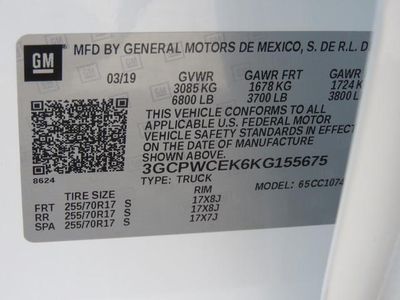 GM
MFD BY GENERAL MOTORS DE MEXICO, S. DE R.L. D
03/19 GVWR GAWR FRT GAWR
3085 KG 1678 KG 1724 K
6800 LB 3700 LB 3800 L
THIS VEHICLE CONFORMS TO ALL
APPLICABLE U.S. FEDERAL MOTOR
VEHICLE SAFETY STANDARDS IN EFFECT
ON THE DATE OF MANUFACTURE
SHOWN ABOVE.
3GCPWCEK6KG155675
8624 TYPE: TRUCK MODEL: 65CC1074
TIRE SIZE RIM
FRT 255/70R17 S 17X8J
RR 255/70R17 S 17X8J
SPA 255/70R17 S 17X7J